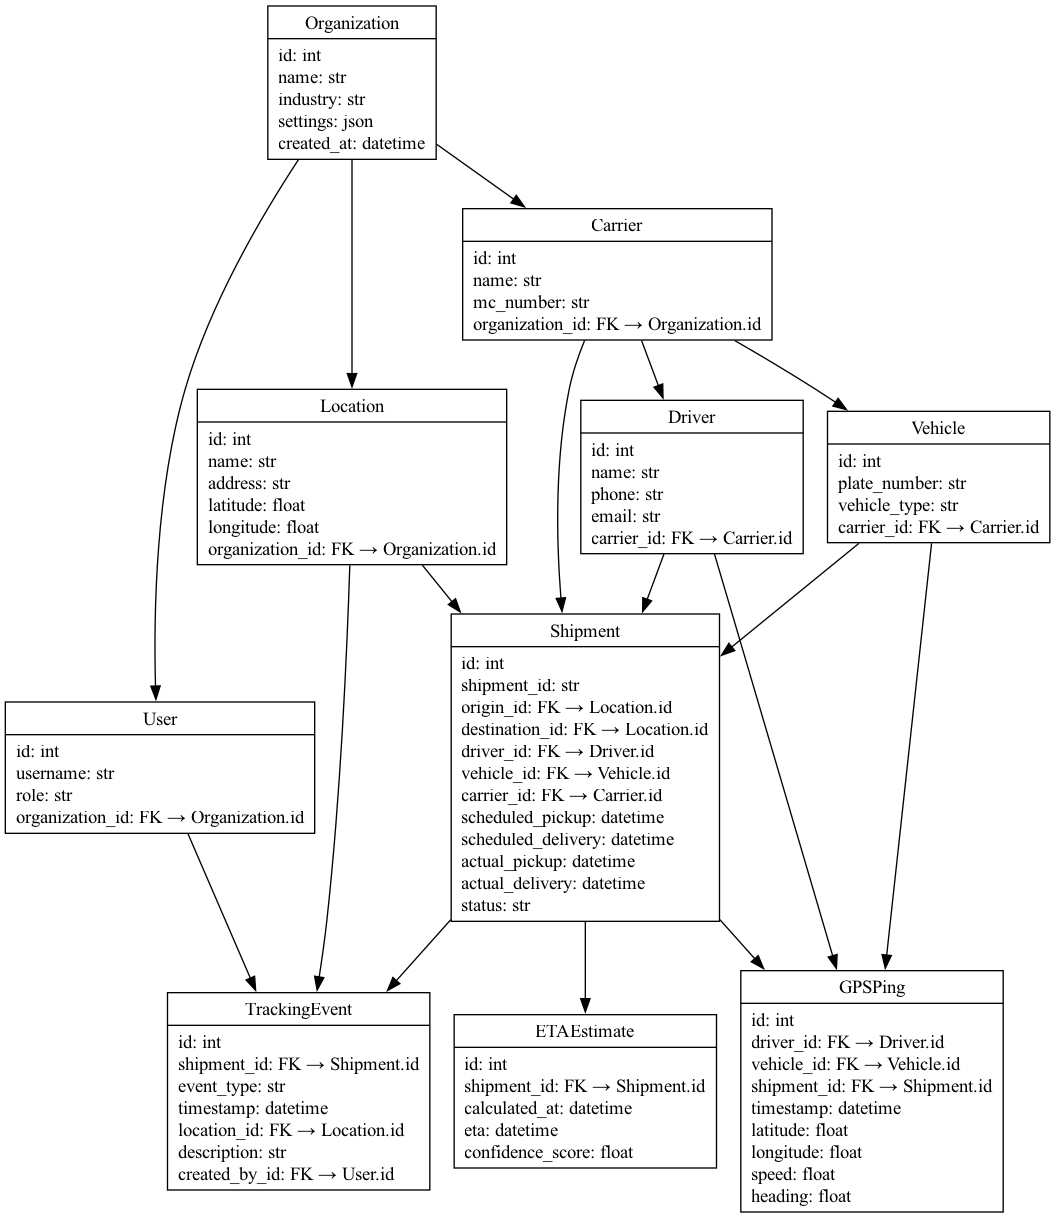 Organization
id: int
name: str
industry: str
settings: json
created_at: datetime
Carrier
id: int
name: str
mc_number: str
organization_id: FK → Organization.id
Location
id: int
name: str
address: str
latitude: float
longitude: float
organization_id: FK → Organization.id
Driver
id: int
name: str
phone: str
email: str
carrier_id: FK → Carrier.id
Vehicle
id: int
plate_number: str
vehicle_type: str
carrier_id: FK → Carrier.id
Shipment
id: int
shipment_id: str
origin_id: FK → Location.id
destination_id: FK → Location.id
driver_id: FK → Driver.id
vehicle_id: FK → Vehicle.id
carrier_id: FK → Carrier.id
scheduled_pickup: datetime
scheduled_delivery: datetime
actual_pickup: datetime
actual_delivery: datetime
status: str
User
id: int
username: str
role: str
organization_id: FK → Organization.id
TrackingEvent
id: int
shipment_id: FK → Shipment.id
event_type: str
timestamp: datetime
location_id: FK → Location.id
description: str
created_by_id: FK → User.id
ETAEstimate
id: int
shipment_id: FK → Shipment.id
calculated_at: datetime
eta: datetime
confidence_score: float
GPSPing
id: int
driver_id: FK → Driver.id
vehicle_id: FK → Vehicle.id
shipment_id: FK → Shipment.id
timestamp: datetime
latitude: float
longitude: float
speed: float
heading: float